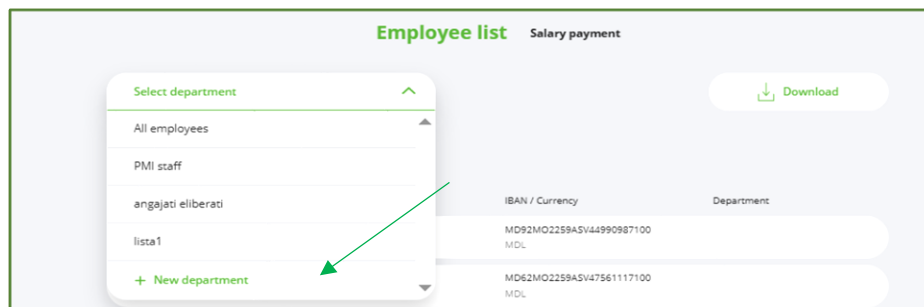 Employee list Salary payment
Select department
Download
All employees
PMI staff
angajati eliberati
lista1
+ New department
IBAN / Currency Department
MD92MO2259ASV44990987100
MDL
MD62MO2259ASV47561117100
MDL